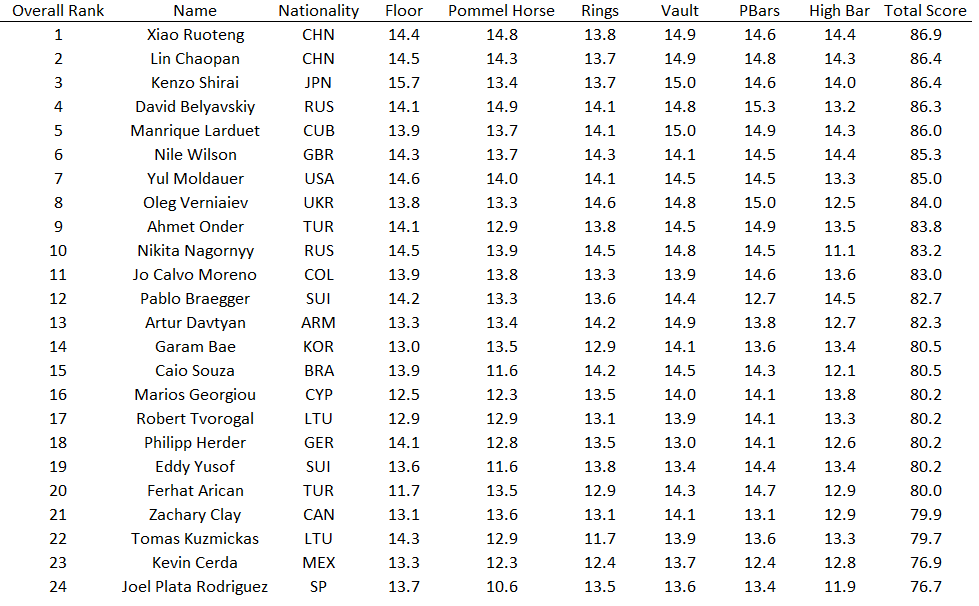 Overall Rank Name Nationality Floor Pommel Horse Rings Vault PBars High Bar Total Score
1 Xiao Ruoteng CHN 14.4 14.8 13.8 14.9 14.6 14.4 86.9
2 Lin Chaopan CHN 14.5 14.3 13.7 14.9 14.8 14.3 86.4
3 Kenzo Shirai JPN 15.7 13.4 13.7 15.0 14.6 14.0 86.4
4 David Belyavskiy RUS 14.1 14.9 14.1 14.8 15.3 13.2 86.3
5 Manrique Larduet CUB 13.9 13.7 14.1 15.0 14.9 14.3 86.0
6 Nile Wilson GBR 14.3 13.7 14.3 14.1 14.5 14.4 85.3
7 Yul Moldauer USA 14.6 14.0 14.1 14.5 14.5 13.3 85.0
8 Oleg Verniaiev UKR 13.8 13.3 14.6 14.8 15.0 12.5 84.0
9 Ahmet Onder TUR 14.1 12.9 13.8 14.5 14.9 13.5 83.8
10 Nikita Nagornyy RUS 14.5 13.9 14.5 14.8 14.5 11.1 83.2
11 Jo Calvo Moreno COL 13.9 13.8 13.3 13.9 14.6 13.6 83.0
12 Pablo Braegger SUI 14.2 13.3 13.6 14.4 12.7 14.5 82.7
13 Artur Davtyan ARM 13.3 13.4 14.2 14.9 13.8 12.7 82.3
14 Garam Bae KOR 13.0 13.5 12.9 14.1 13.6 13.4 80.5
15 Caio Souza BRA 13.9 11.6 14.2 14.5 14.3 12.1 80.5
16 Marios Georgiou CYP 12.5 12.3 13.5 14.0 14.1 13.8 80.2
17 Robert Tvorogal LTU 12.9 12.9 13.1 13.9 14.1 13.3 80.2
18 Philipp Herder GER 14.1 12.8 13.5 13.0 14.1 12.6 80.2
19 Eddy Yusof SUI 13.6 11.6 13.8 13.4 14.4 13.4 80.2
20 Ferhat Arican TUR 11.7 13.5 12.9 14.3 14.7 12.9 80.0
21 Zachary Clay CAN 13.1 13.6 13.1 14.1 13.1 12.9 79.9
22 Tomas Kuzmickas LTU 14.3 12.9 11.7 13.9 13.6 13.3 79.7
23 Kevin Cerda MEX 13.3 12.3 12.4 13.7 12.4 12.8 76.9
24 Joel Plata Rodriguez SP 13.7 10.6 13.5 13.6 13.4 11.9 76.7